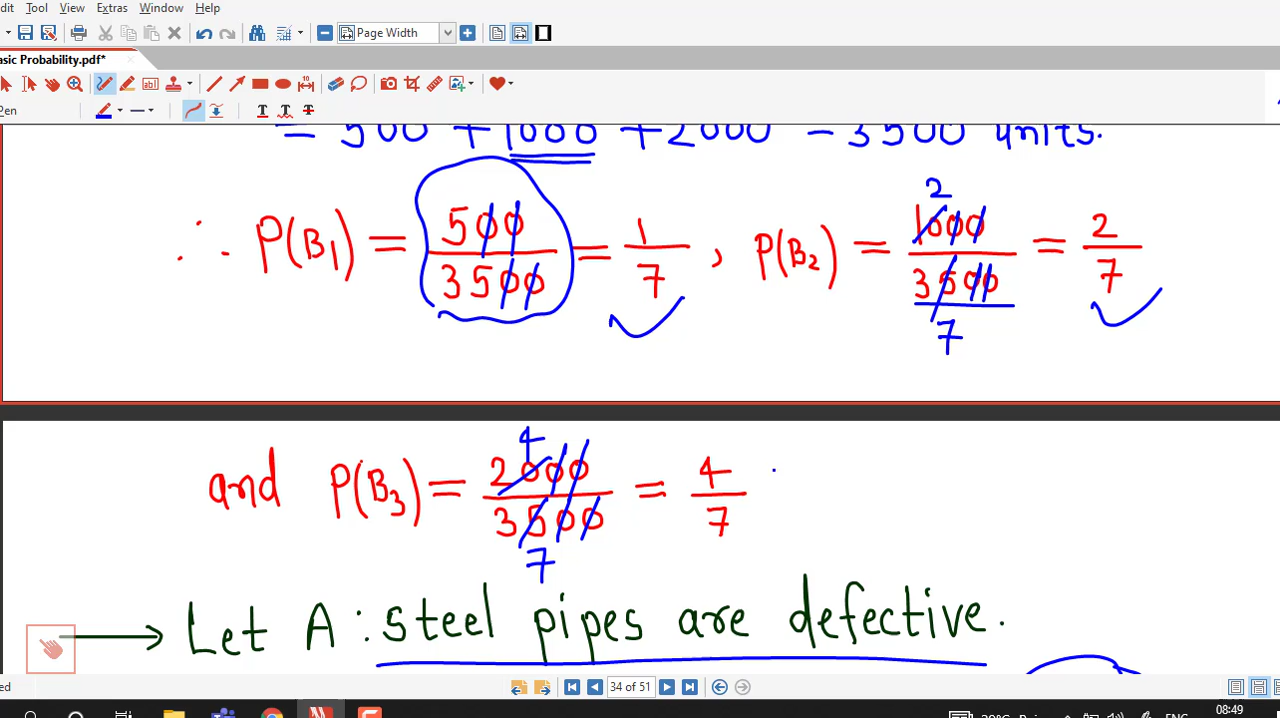 dit Tool View Extras Window Help
Page Width
asic Probability.pdf*
Pen
= 500 + 1000 + 2000 = 3500 units.
2
∴ P(B1) = 500/3500 = 1/7 , P(B2) = 1000/3500 = 2/7
7
4
and P(B3) = 2000/3500 = 4/7
7
Let A : steel pipes are defective.
34 of 51
08:49
ENG